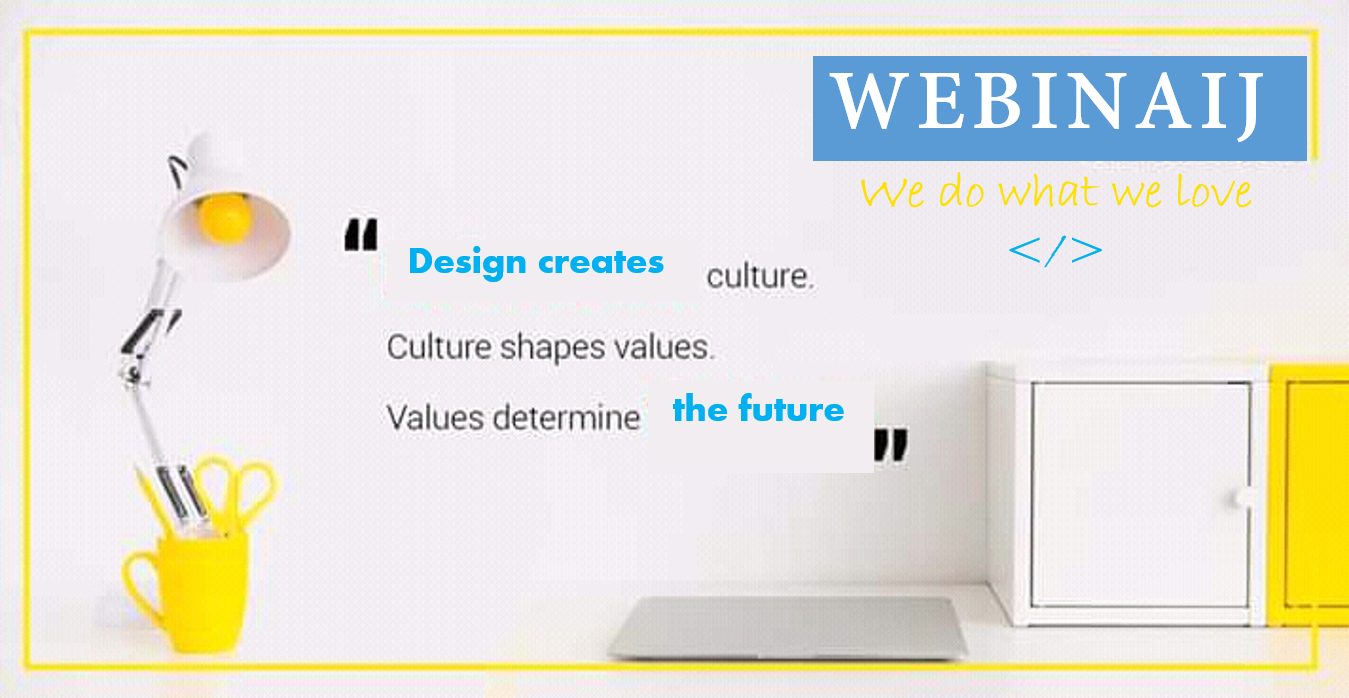 WEBINAIJ
We do what we love
</>
“ Design creates culture.
Culture shapes values.
Values determine the future ”